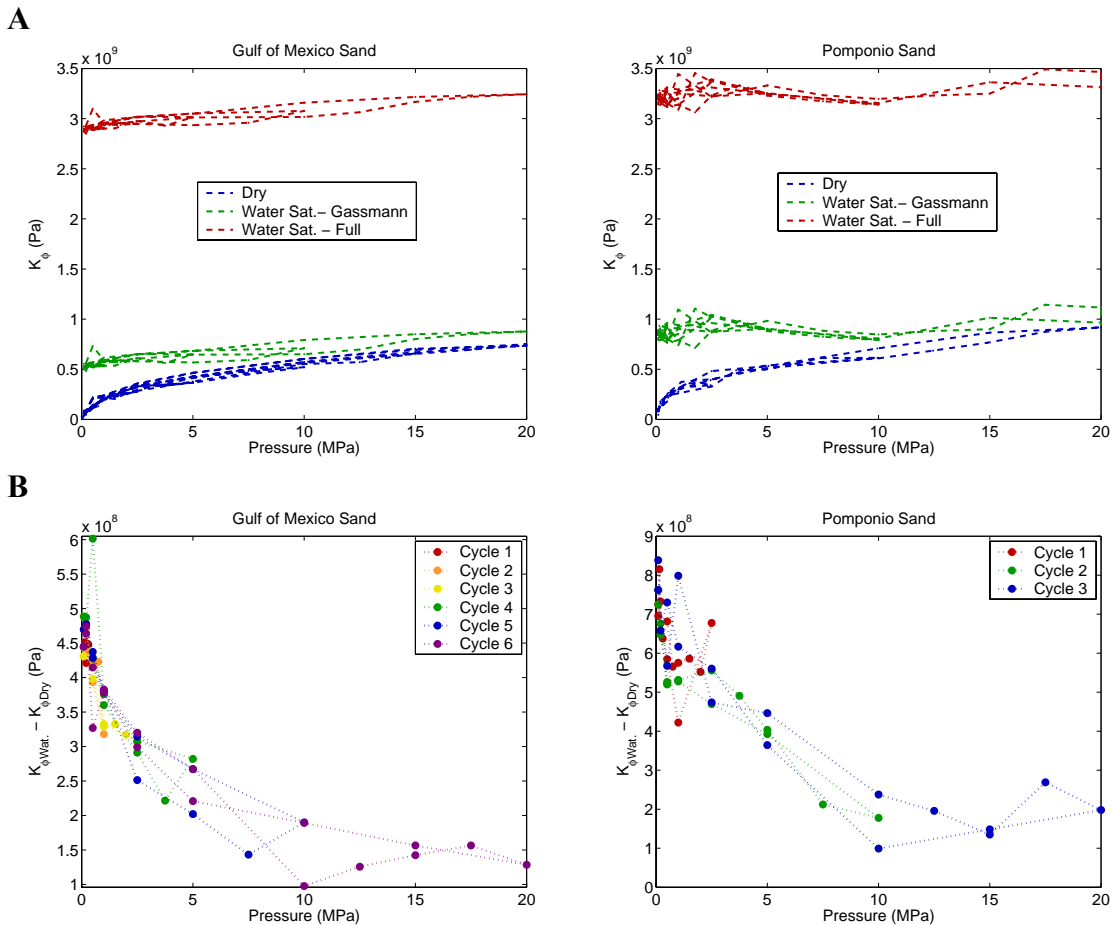 A
Gulf of Mexico Sand
x 10^9
3.5
3
2.5
2
1.5
1
0.5
0
K_ϕ (Pa)
Dry
Water Sat.− Gassmann
Water Sat. − Full
0 5 10 15 20
Pressure (MPa)
Pomponio Sand
x 10^9
3.5
3
2.5
2
1.5
1
0.5
0
K_ϕ (Pa)
Dry
Water Sat.− Gassmann
Water Sat. − Full
0 5 10 15 20
Pressure (MPa)
B
Gulf of Mexico Sand
x 10^8
6
5.5
5
4.5
4
3.5
3
2.5
2
1.5
1
K_ϕWat. − K_ϕDry (Pa)
Cycle 1
Cycle 2
Cycle 3
Cycle 4
Cycle 5
Cycle 6
0 5 10 15 20
Pressure (MPa)
Pomponio Sand
x 10^8
9
8
7
6
5
4
3
2
1
0
K_ϕWat. − K_ϕDry (Pa)
Cycle 1
Cycle 2
Cycle 3
0 5 10 15 20
Pressure (MPa)